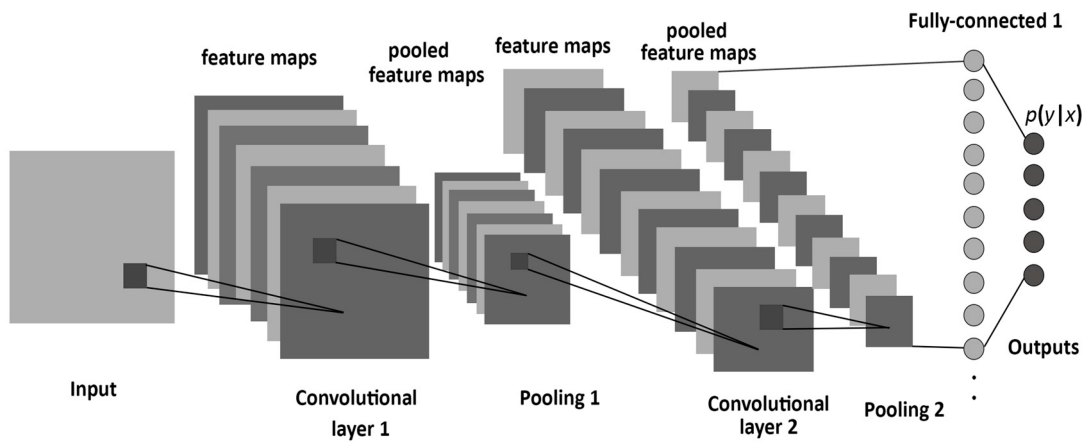 Fully-connected 1
feature maps
pooled
feature maps
feature maps
pooled
feature maps
p(y|x)
Outputs
Input
Convolutional
layer 1
Pooling 1
Convolutional
layer 2
Pooling 2